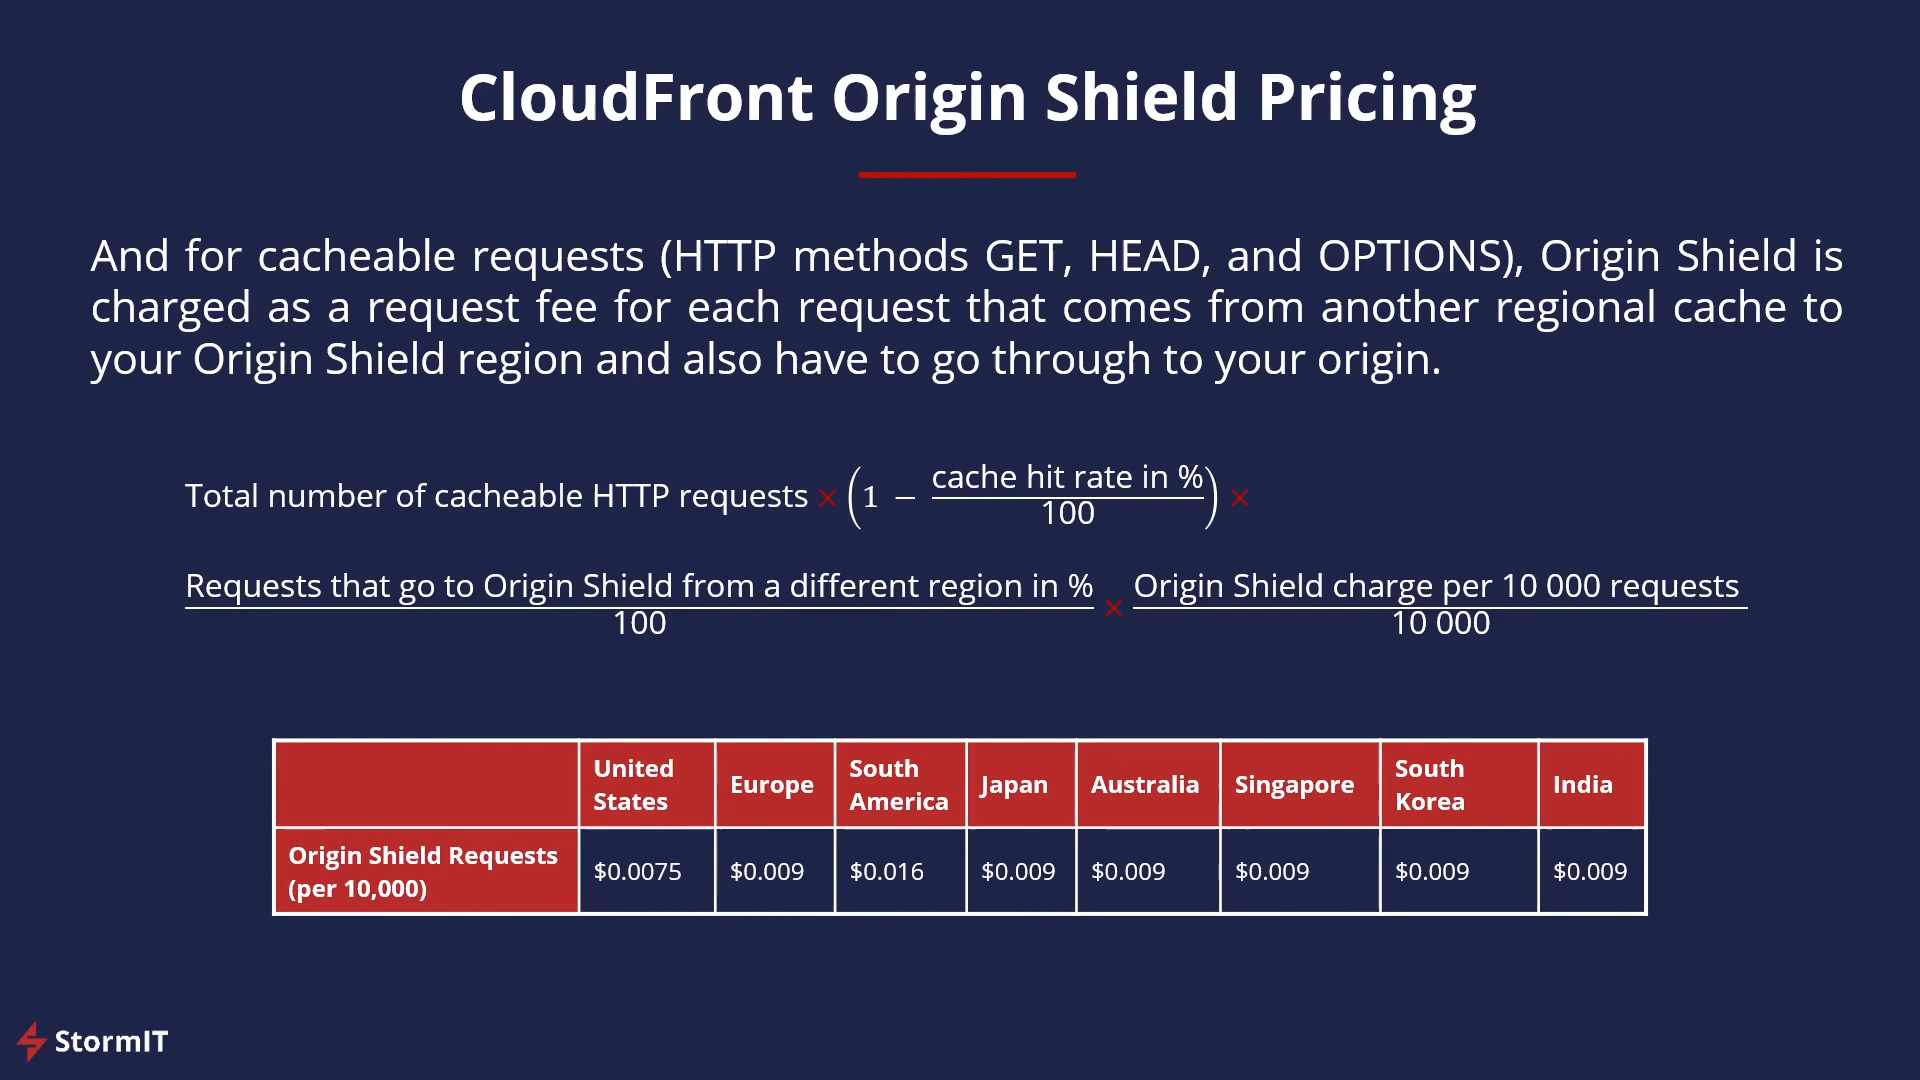 CloudFront Origin Shield Pricing
And for cacheable requests (HTTP methods GET, HEAD, and OPTIONS), Origin Shield is
charged as a request fee for each request that comes from another regional cache to
your Origin Shield region and also have to go through to your origin.
Total number of cacheable HTTP requests × (1 − cache hit rate in % / 100) ×
Requests that go to Origin Shield from a different region in % / 100 × Origin Shield charge per 10 000 requests / 10 000
United States | Europe | South America | Japan | Australia | Singapore | South Korea | India
Origin Shield Requests (per 10,000) | $0.0075 | $0.009 | $0.016 | $0.009 | $0.009 | $0.009 | $0.009 | $0.009
StormIT